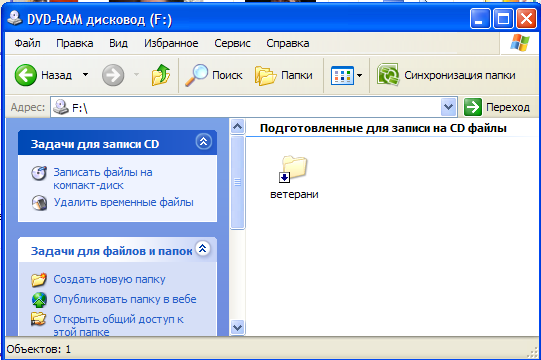 DVD-RAM дисковод (F:)
Файл Правка Вид Избранное Сервис Справка
Назад Поиск Папки Синхронизация папки
Адрес: F:\ Переход
Задачи для записи CD
Записать файлы на
компакт-диск
Удалить временные файлы
Задачи для файлов и папок
Создать новую папку
Опубликовать папку в вебе
Открыть общий доступ к
этой папке
Подготовленные для записи на CD файлы
ветерани
Объектов: 1